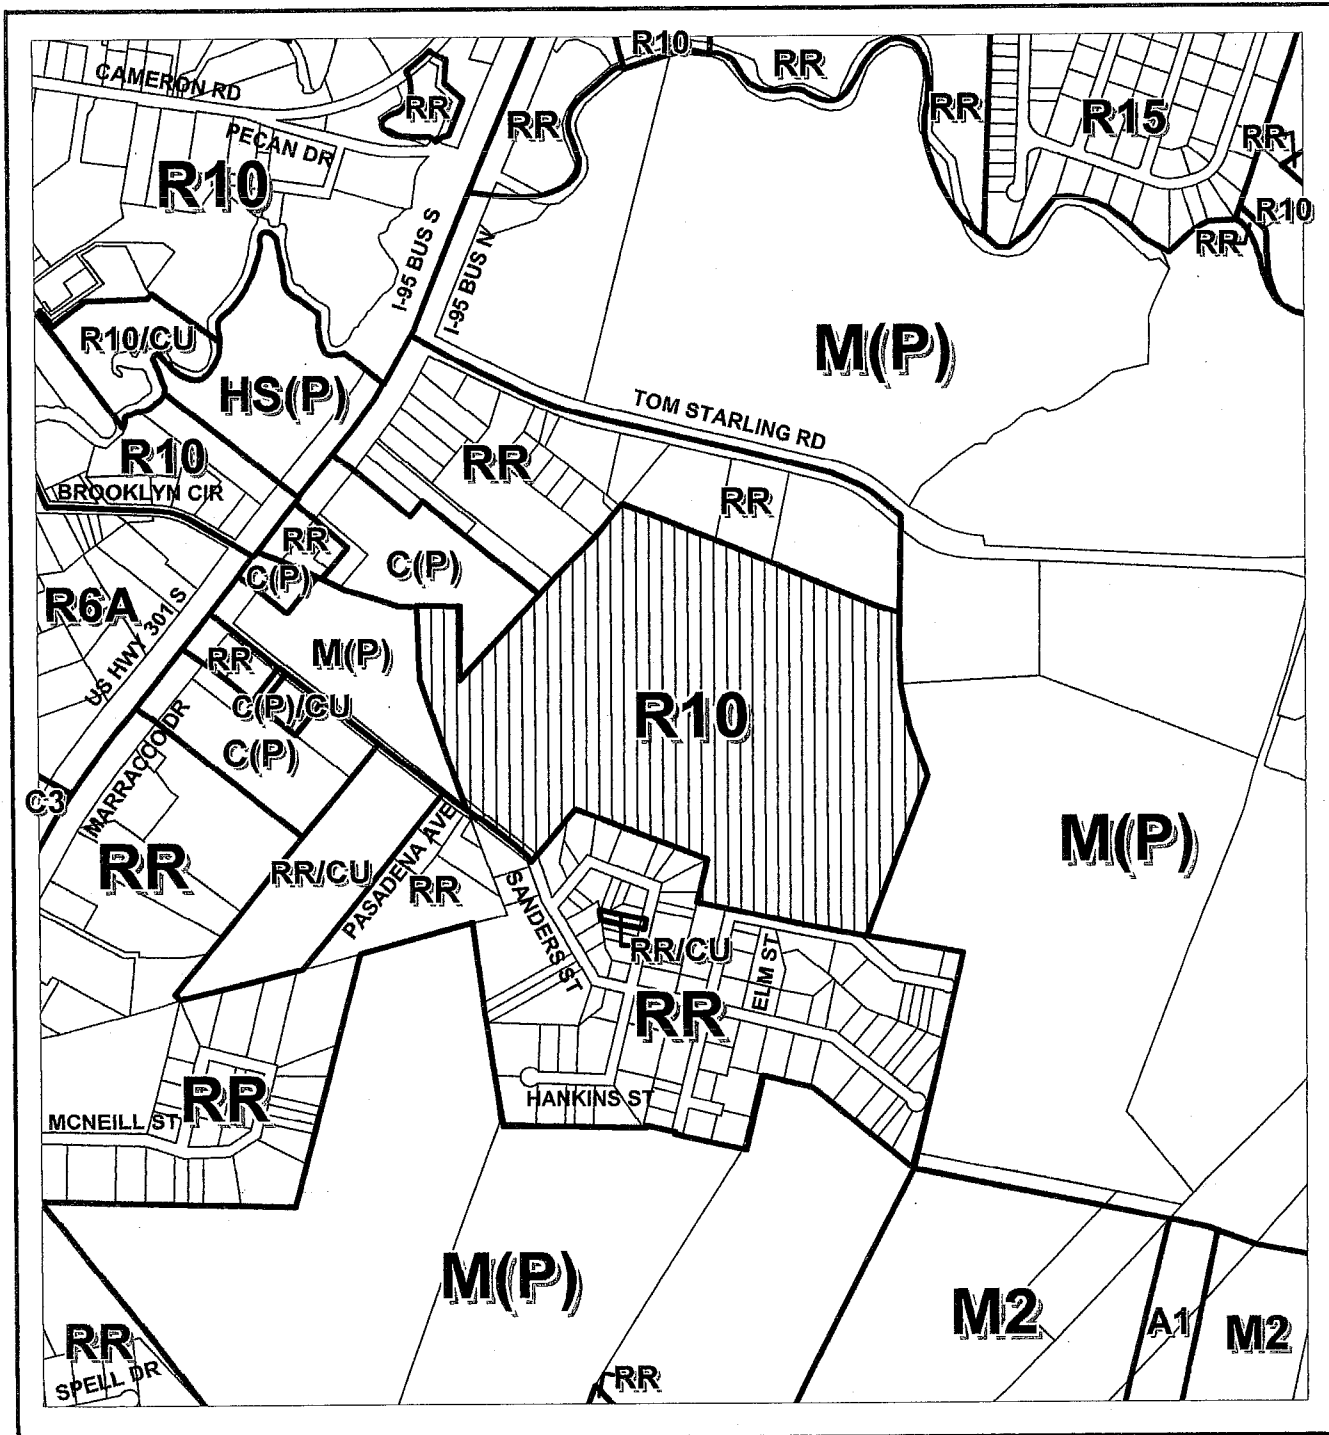 R10
RR
CAMERON RD
RR
RR
RR
R15
PECAN DR
RR
R10
R10
I-95 BUS S
I-95 BUS N
RR
R10/CU
M(P)
HS(P)
TOM STARLING RD
R10
RR
BROOKLYN CIR
RR
RR
C(P)
C(P)
R6A
US HWY 301 S
M(P)
RR
C(P)/CU
R10
C(P)
MARRACCO DR
C3
M(P)
RR
RR/CU
PASADENA AVE
RR
SANDERS ST
RR/CU
ELM ST
RR
RR
HANKINS ST
MCNEILL ST
M(P)
M2
A1
M2
RR
SPELL DR
RR